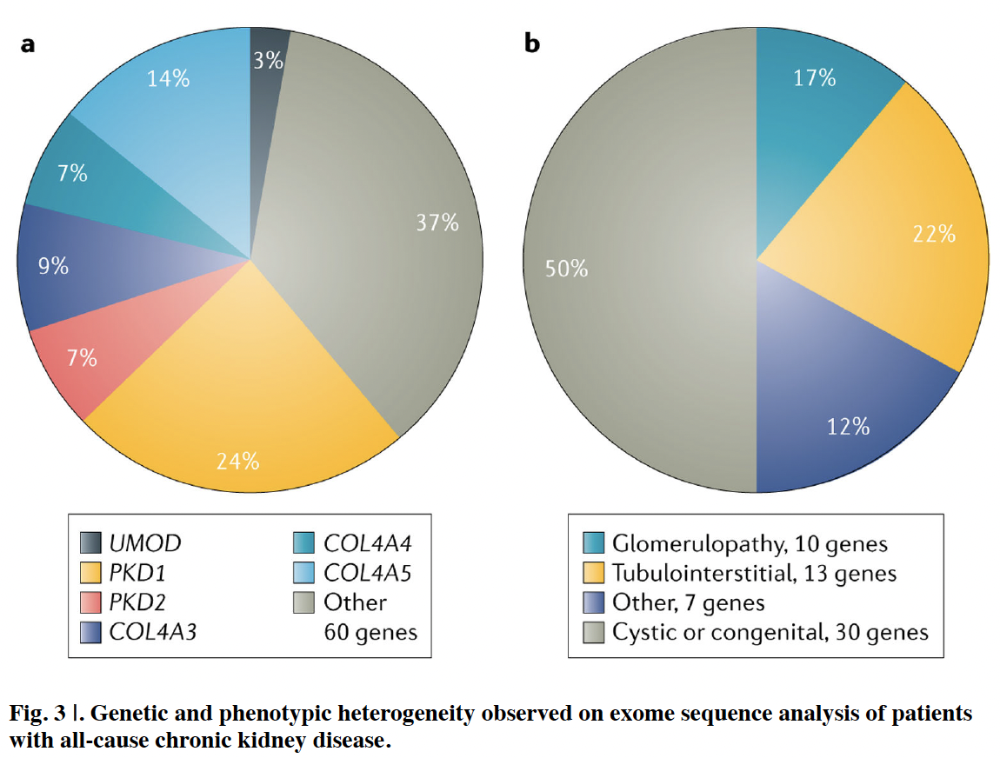 a
3%
14%
7%
37%
9%
7%
24%
UMOD
PKD1
PKD2
COL4A3
COL4A4
COL4A5
Other
60 genes
b
17%
22%
50%
12%
Glomerulopathy, 10 genes
Tubulointerstitial, 13 genes
Other, 7 genes
Cystic or congenital, 30 genes
Fig. 3 |. Genetic and phenotypic heterogeneity observed on exome sequence analysis of patients
with all-cause chronic kidney disease.